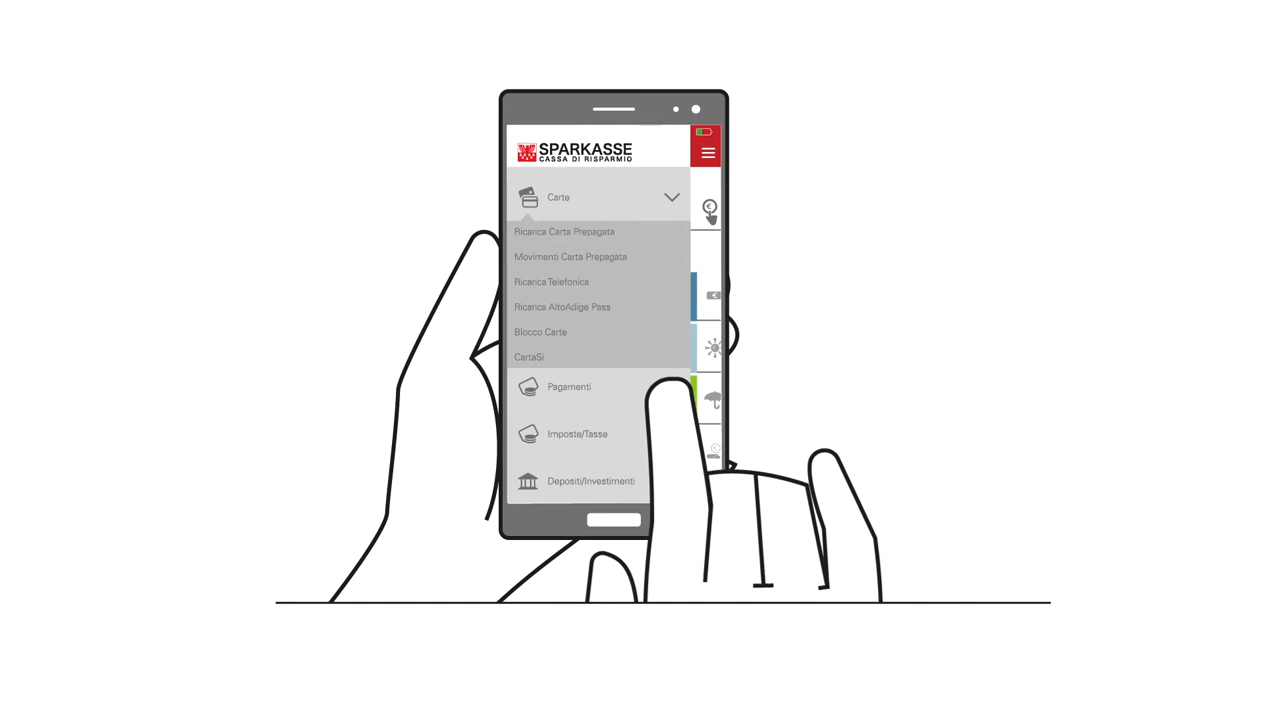 SPARKASSE
CASSA DI RISPARMIO
Carte
Ricarica Carta Prepagata
Movimenti Carta Prepagata
Ricarica Telefonica
Ricarica AltoAdige Pass
Blocco Carte
CartaSi
Pagamenti
Imposte/Tasse
Depositi/Investimenti